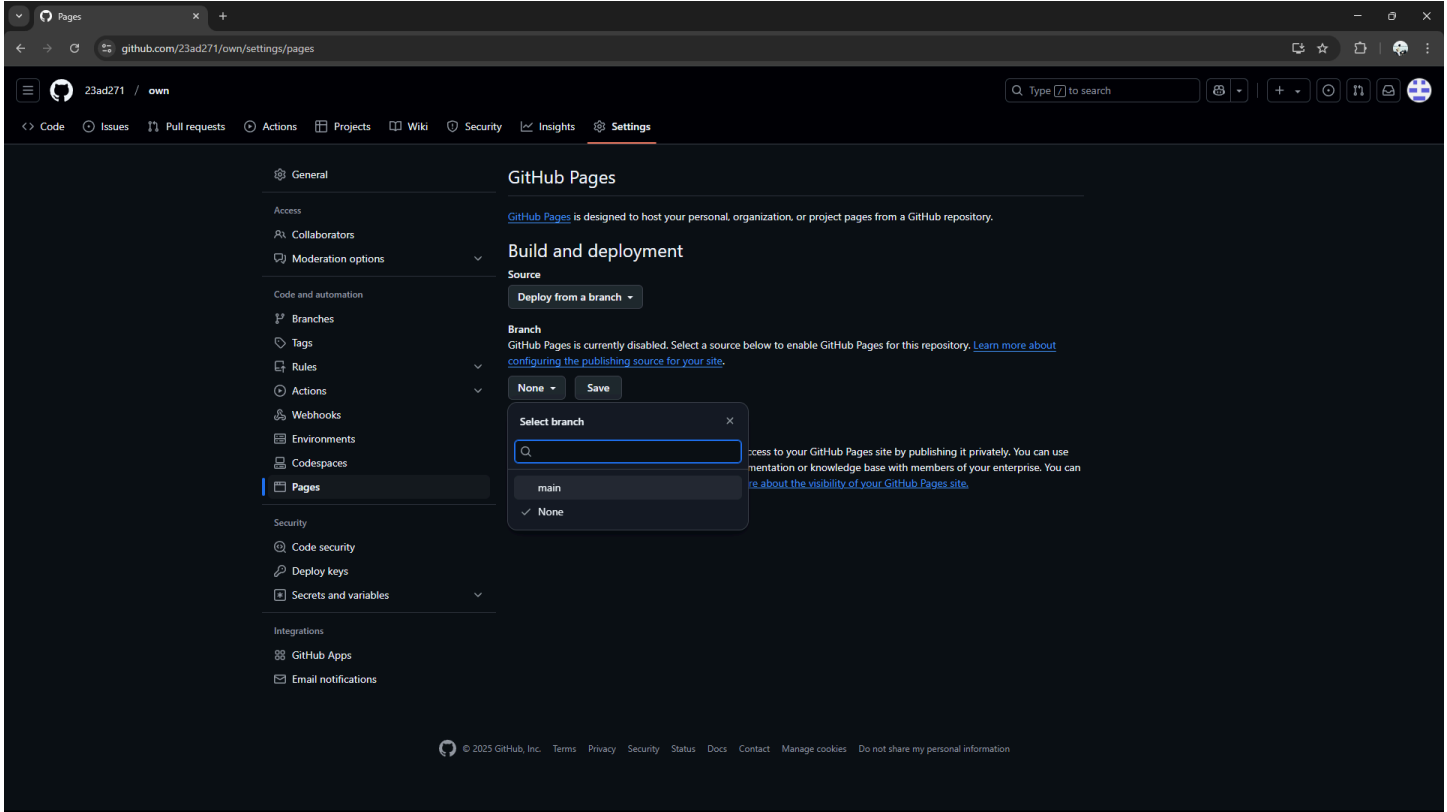 Pages
github.com/23ad271/own/settings/pages
23ad271 / own
Type / to search
Code Issues Pull requests Actions Projects Wiki Security Insights Settings
General
Access
Collaborators
Moderation options
Code and automation
Branches
Tags
Rules
Actions
Webhooks
Environments
Codespaces
Pages
Security
Code security
Deploy keys
Secrets and variables
Integrations
GitHub Apps
Email notifications
GitHub Pages
GitHub Pages is designed to host your personal, organization, or project pages from a GitHub repository.
Build and deployment
Source
Deploy from a branch
Branch
GitHub Pages is currently disabled. Select a source below to enable GitHub Pages for this repository. Learn more about
configuring the publishing source for your site.
None Save
Select branch
main
None
to your GitHub Pages site by publishing it privately. You can use
or knowledge base with members of your enterprise. You can
about the visibility of your GitHub Pages site.
© 2025 GitHub, Inc. Terms Privacy Security Status Docs Contact Manage cookies Do not share my personal information